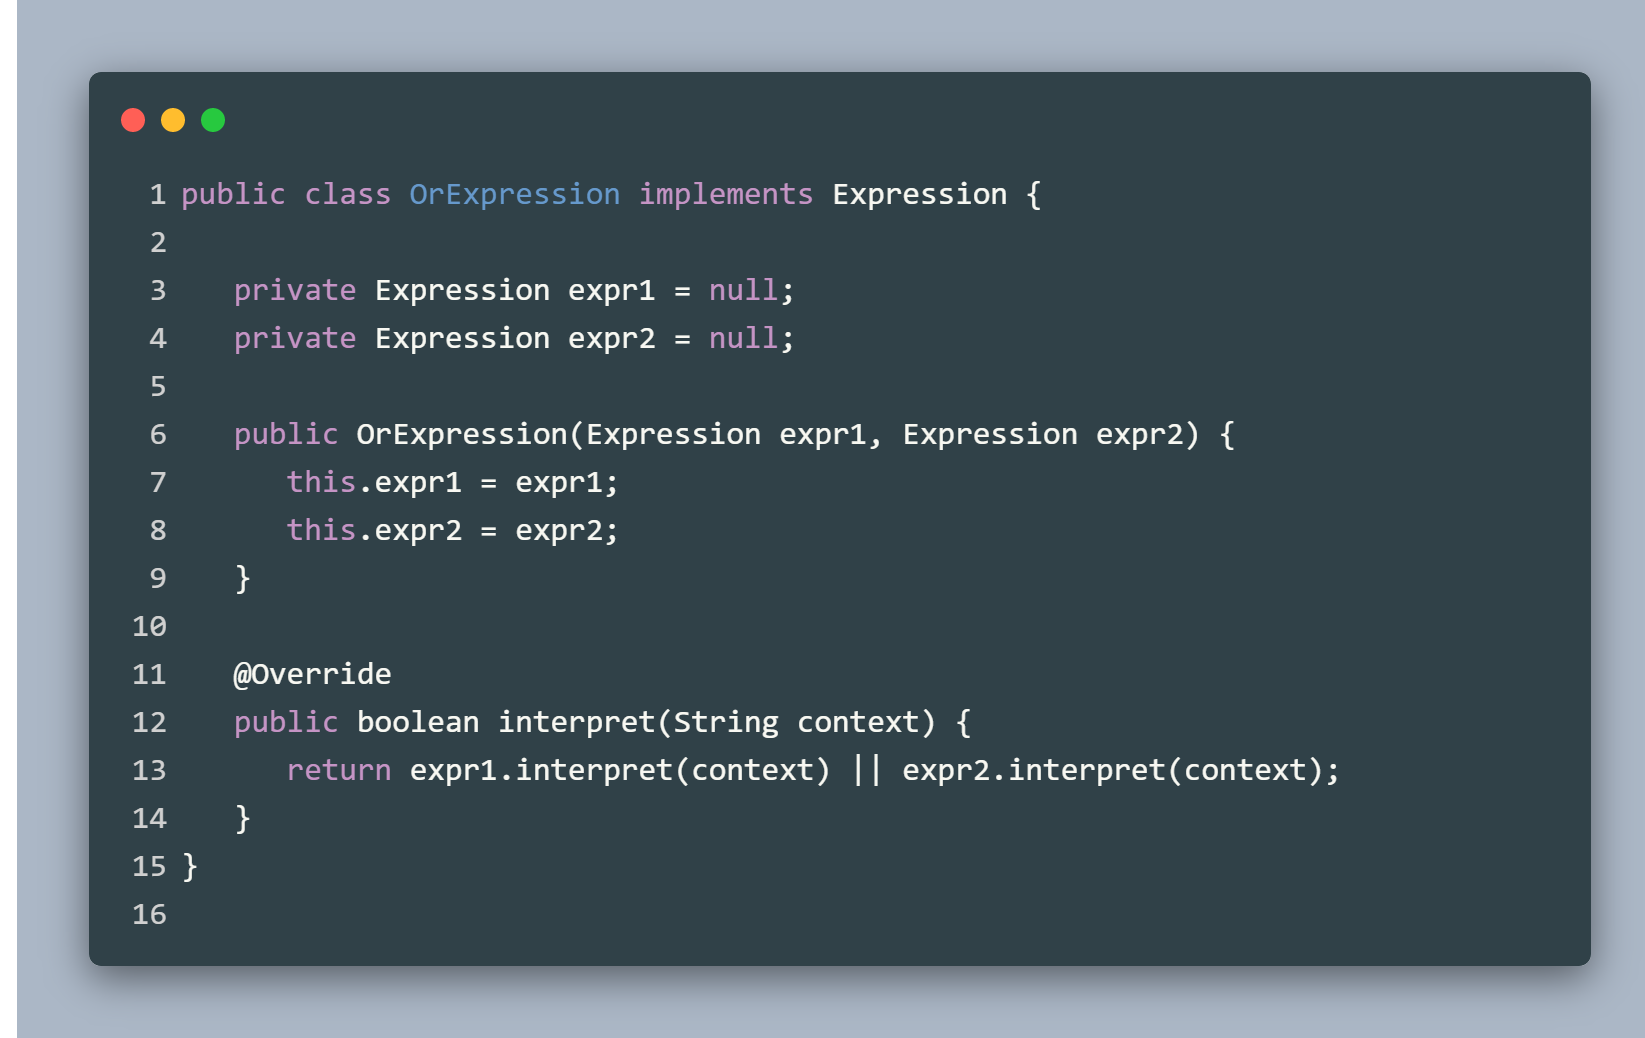 1 public class OrExpression implements Expression {
2
3    private Expression expr1 = null;
4    private Expression expr2 = null;
5
6    public OrExpression(Expression expr1, Expression expr2) {
7       this.expr1 = expr1;
8       this.expr2 = expr2;
9    }
10
11    @Override
12    public boolean interpret(String context) {
13       return expr1.interpret(context) || expr2.interpret(context);
14    }
15 }
16